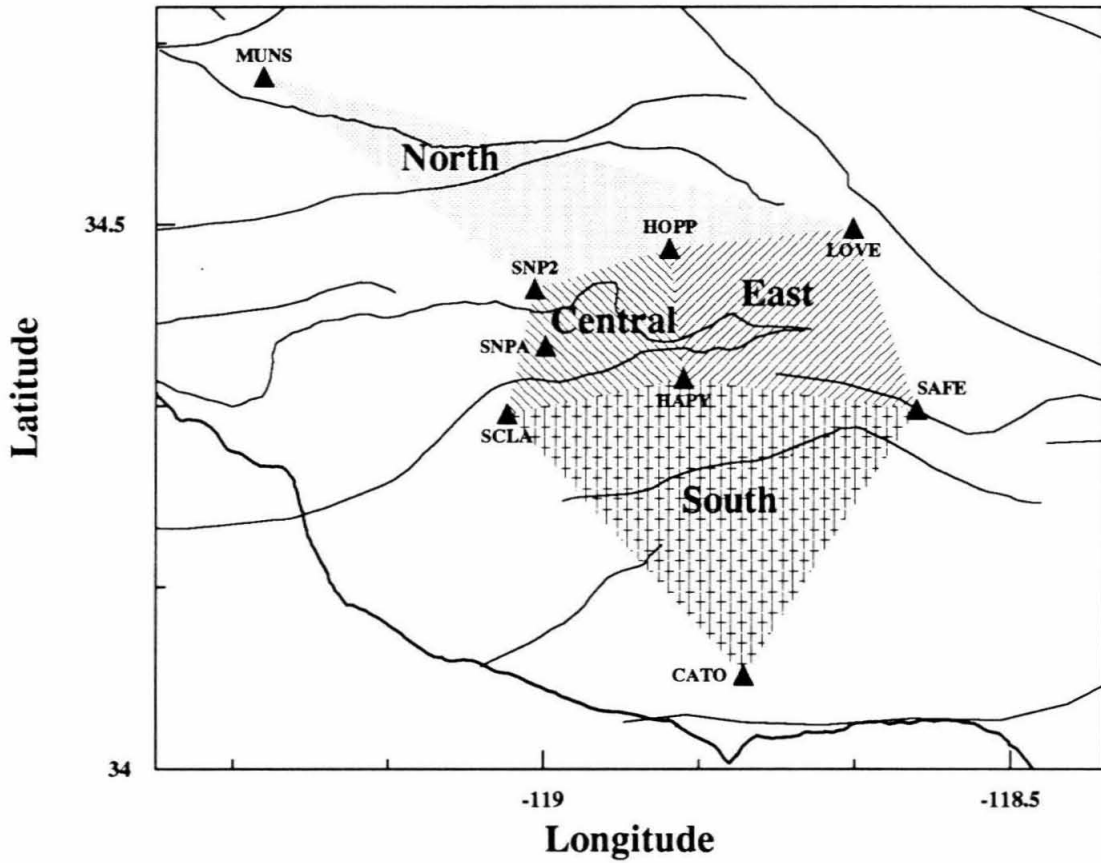 MUNS
North
34.5
HOPP
LOVE
SNP2
East
Central
SNPA
HAPY
SAFE
SCLA
Latitude
South
CATO
34
-119
-118.5
Longitude